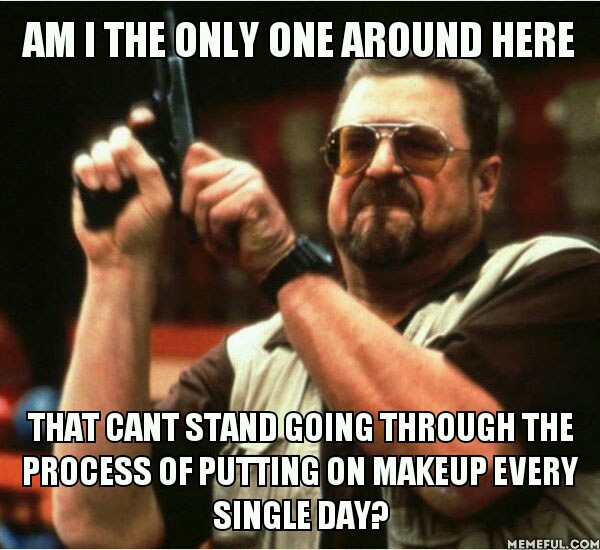 AM I THE ONLY ONE AROUND HERE
THAT CANT STAND GOING THROUGH THE
PROCESS OF PUTTING ON MAKEUP EVERY
SINGLE DAY?
MEMEFUL.COM